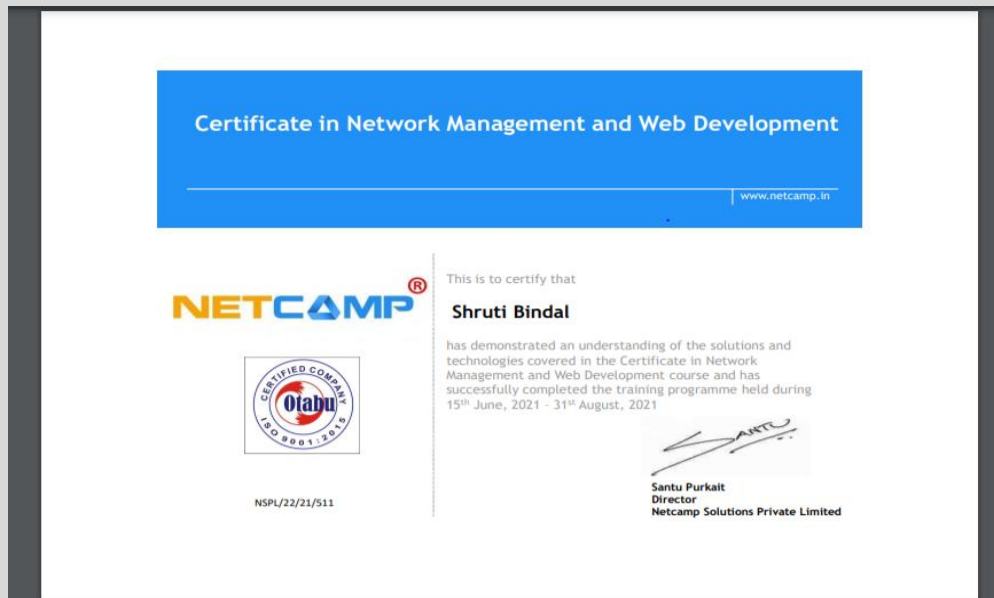 Certificate in Network Management and Web Development
www.netcamp.in
NETCAMP®
CERTIFIED COMPANY
Otabu
ISO 9001:2015
NSPL/22/21/511
This is to certify that
Shruti Bindal
has demonstrated an understanding of the solutions and
technologies covered in the Certificate in Network
Management and Web Development course and has
successfully completed the training programme held during
15th June, 2021 - 31st August, 2021
SANTU
Santu Purkait
Director
Netcamp Solutions Private Limited